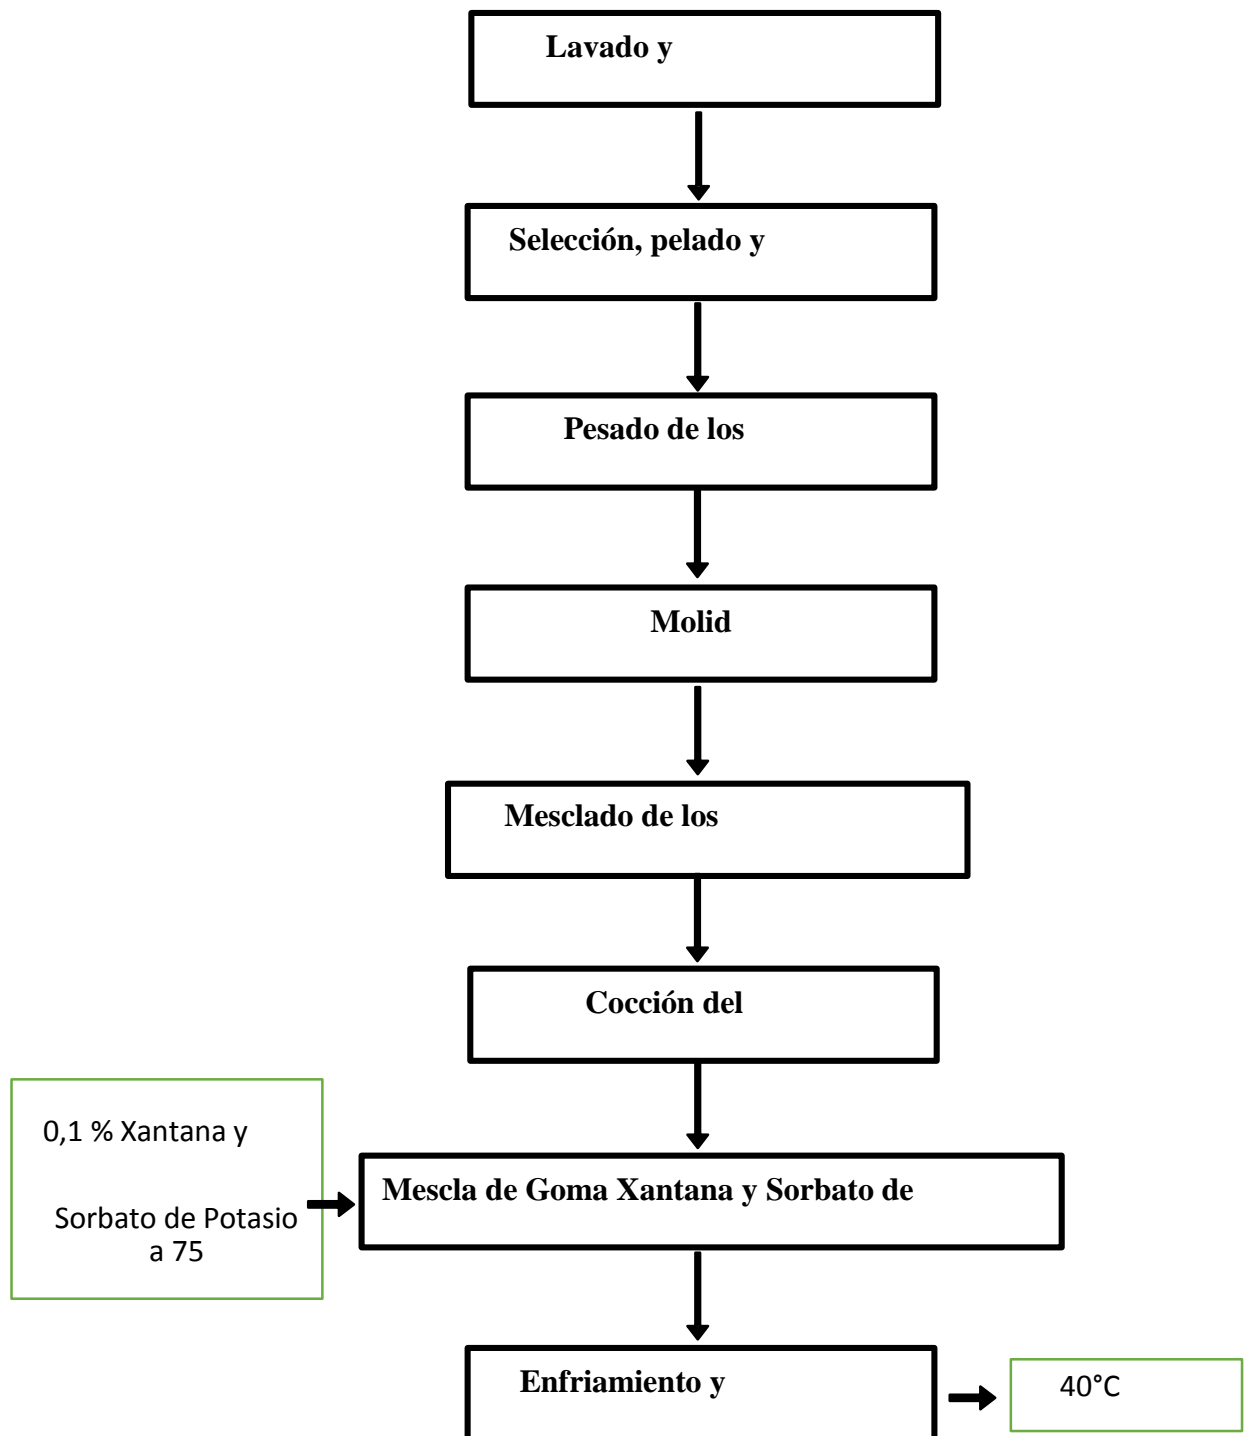 Lavado y
Selección, pelado y
Pesado de los
Molid
Mesclado de los
Cocción del
0,1 % Xantana y
Sorbato de Potasio
a 75
Mescla de Goma Xantana y Sorbato de
Enfriamiento y
40°C